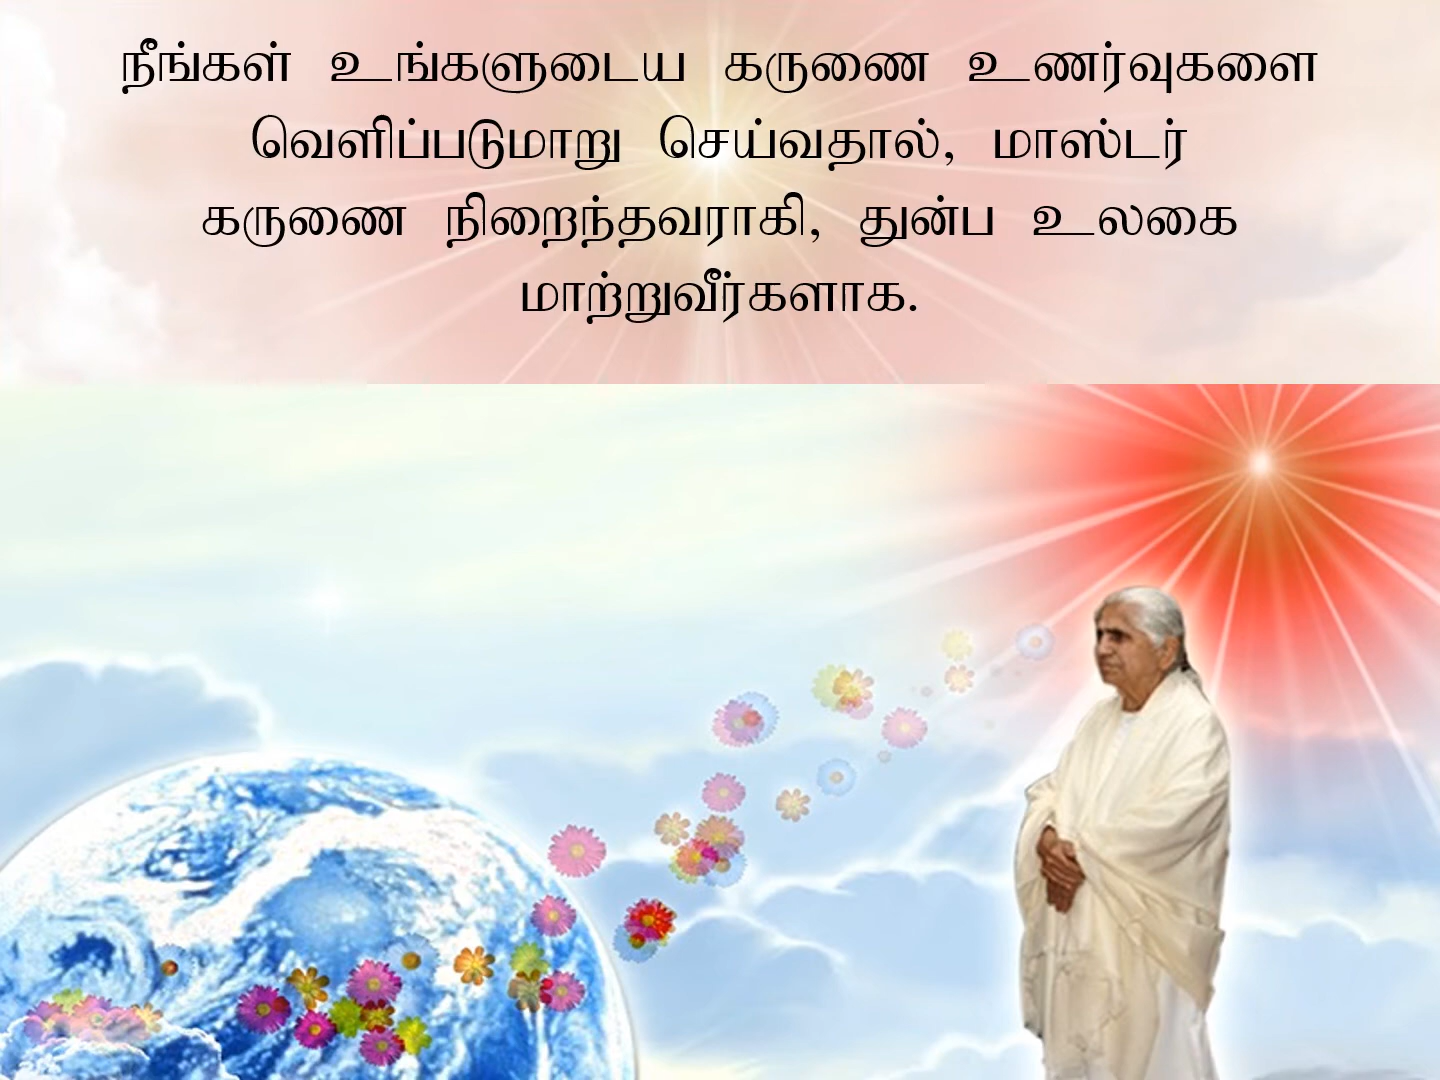 நீங்கள் உங்களுடைய கருணை உணர்வுகளை
வெளிப்படுமாறு செய்வதால், மாஸ்டர்
கருணை நிறைந்தவராகி, துன்ப உலகை
மாற்றுவீர்களாக.